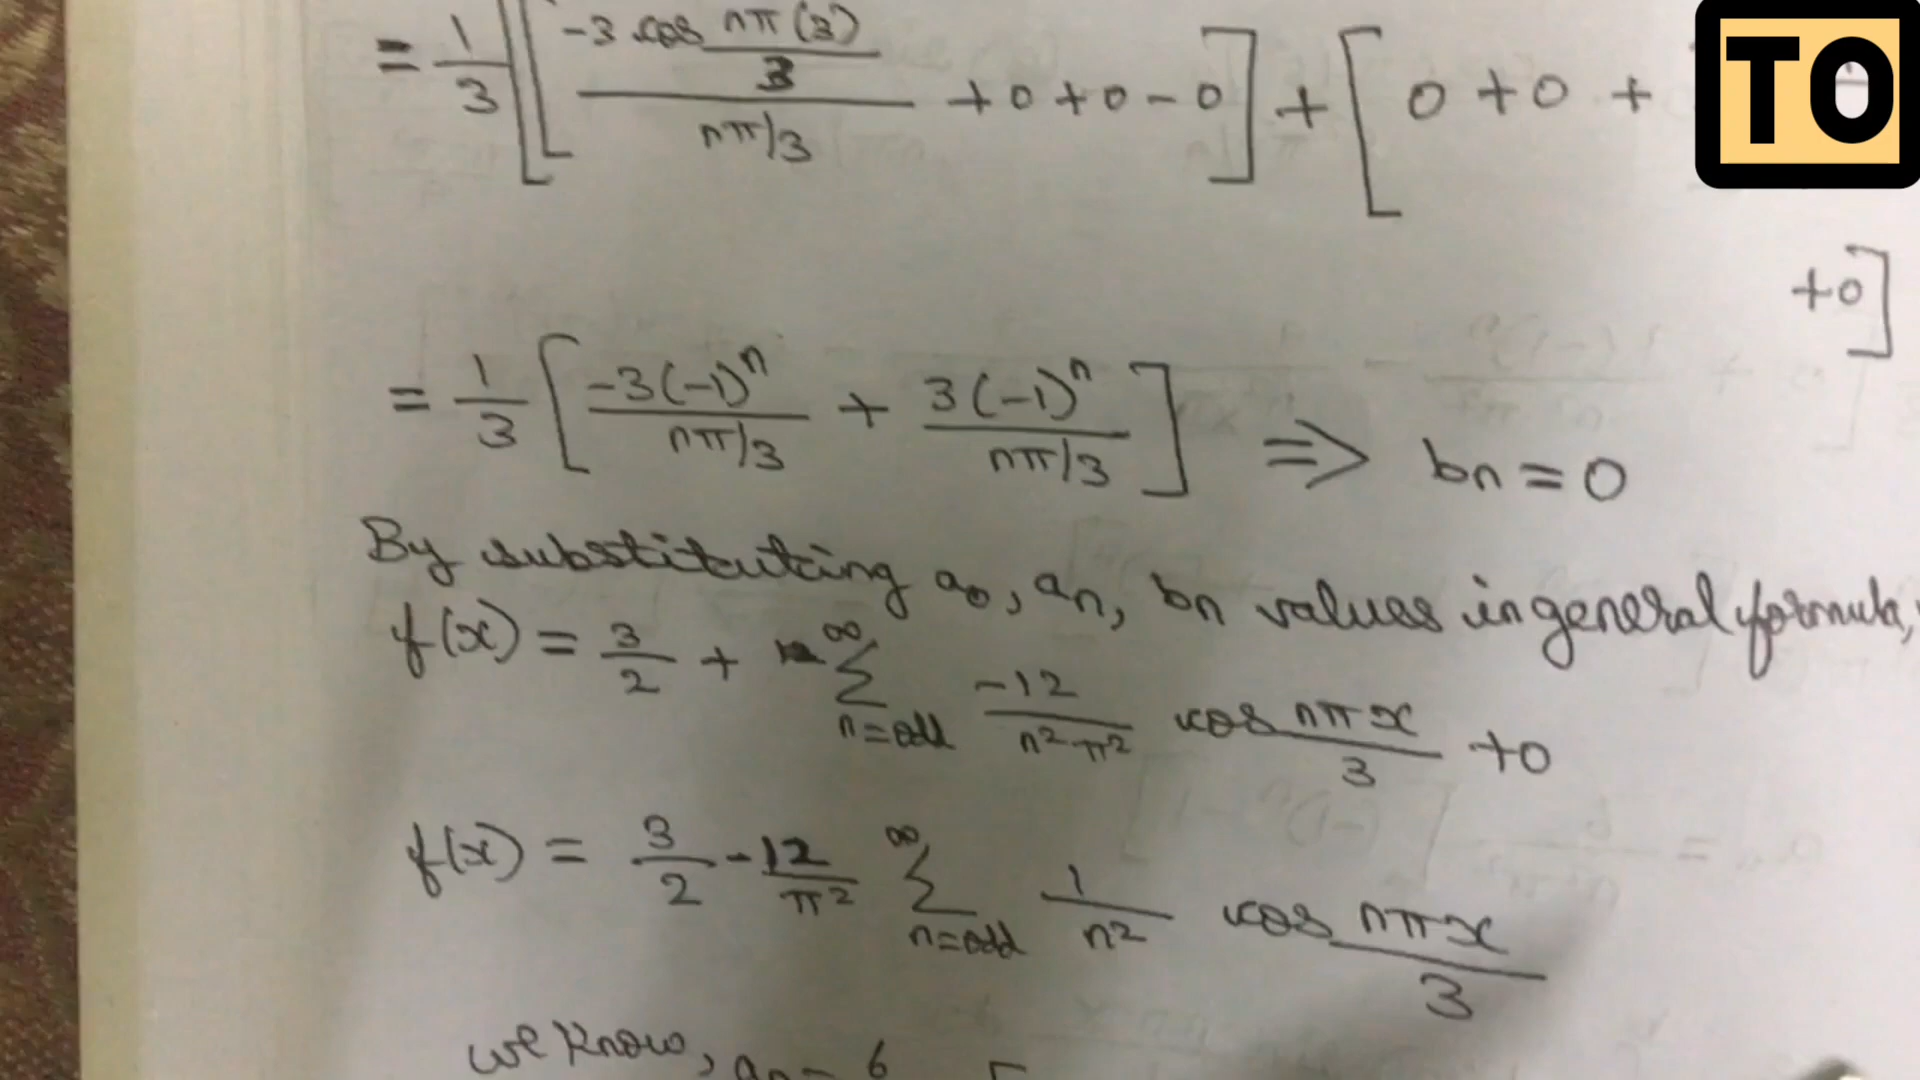 = 1/3 [[ -3 cos nπ(3)/3 / nπ/3 +0+0-0 ] + [ 0+0+
TO
+0]
= 1/3 [ -3(-1)ⁿ / nπ/3 + 3(-1)ⁿ / nπ/3 ] => bn = 0
By substituting a₀, an, bn values in general formula,
f(x) = 3/2 + ∞ Σ n=odd -12/n²π² cos nπx/3 +0
f(x) = 3/2 - 12/π² ∞ Σ n=odd 1/n² cos nπx/3
we know, an = 6 [